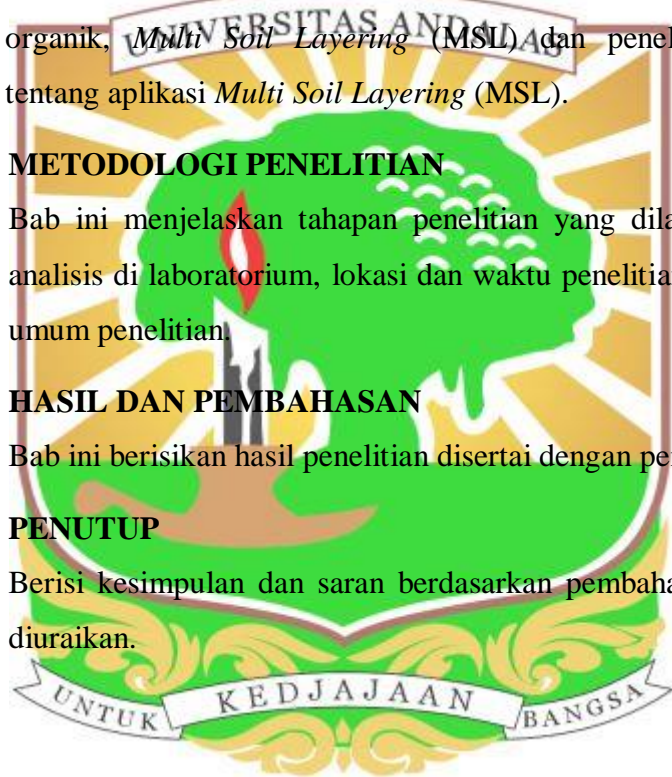 UNIVERSITAS ANDALAS
organik, Multi Soil Layering (MSL) dan penel
tentang aplikasi Multi Soil Layering (MSL).
METODOLOGI PENELITIAN
Bab ini menjelaskan tahapan penelitian yang dila
analisis di laboratorium, lokasi dan waktu penelitia
umum penelitian.
HASIL DAN PEMBAHASAN
Bab ini berisikan hasil penelitian disertai dengan pe
PENUTUP
Berisi kesimpulan dan saran berdasarkan pembaha
diuraikan.
UNTUK KEDJAJAAN BANGSA